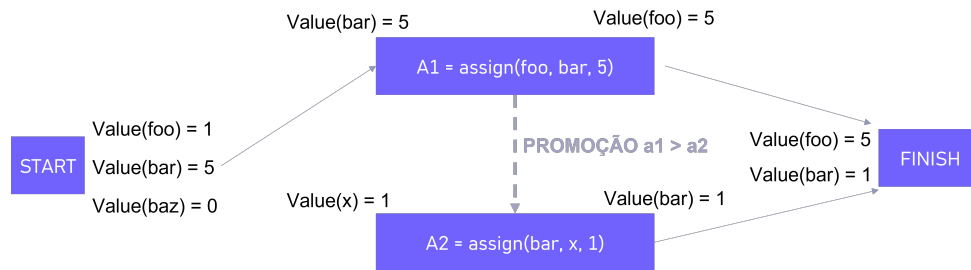 Value(bar) = 5
Value(foo) = 5
A1 = assign(foo, bar, 5)
Value(foo) = 1
START
Value(bar) = 5
Value(baz) = 0
PROMOÇÃO a1 > a2
Value(foo) = 5
FINISH
Value(bar) = 1
Value(x) = 1
Value(bar) = 1
A2 = assign(bar, x, 1)